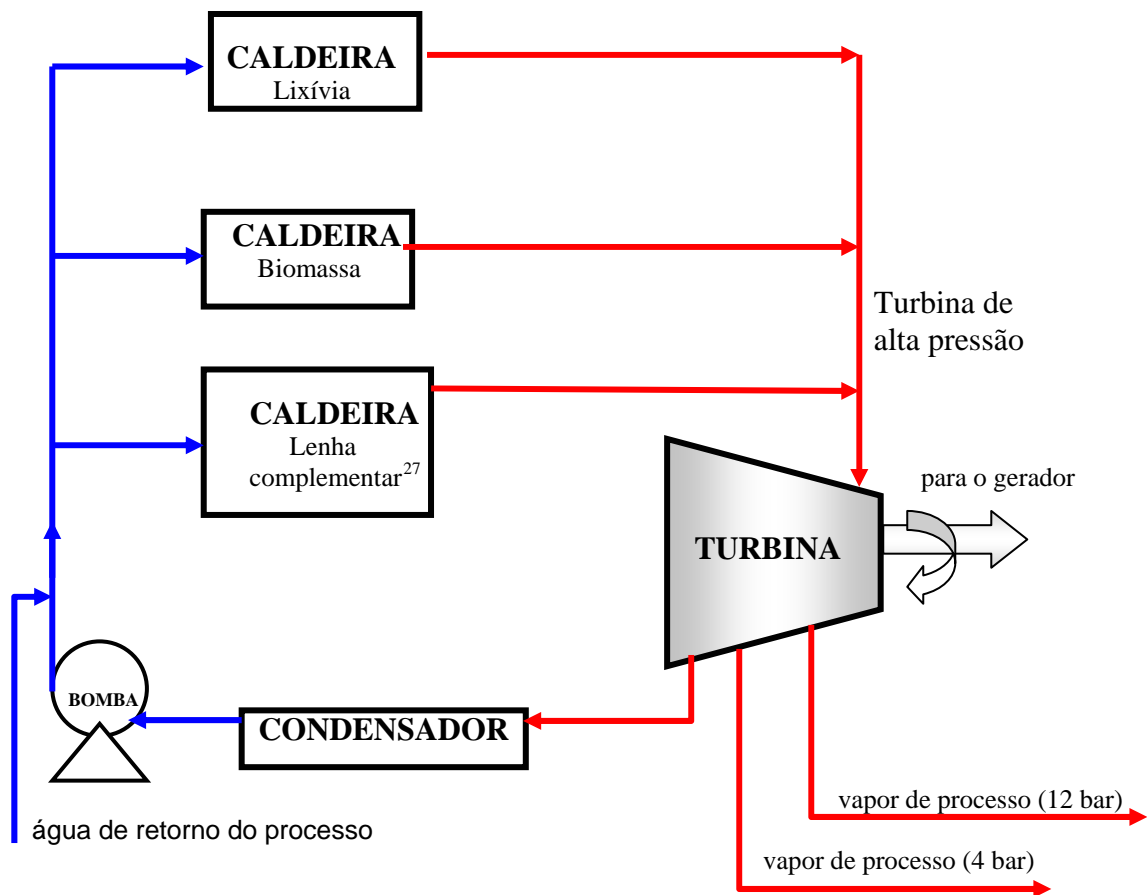 CALDEIRA
Lixívia
CALDEIRA
Biomassa
Turbina de
alta pressão
CALDEIRA
Lenha
complementar27
para o gerador
TURBINA
BOMBA
CONDENSADOR
vapor de processo (12 bar)
água de retorno do processo
vapor de processo (4 bar)